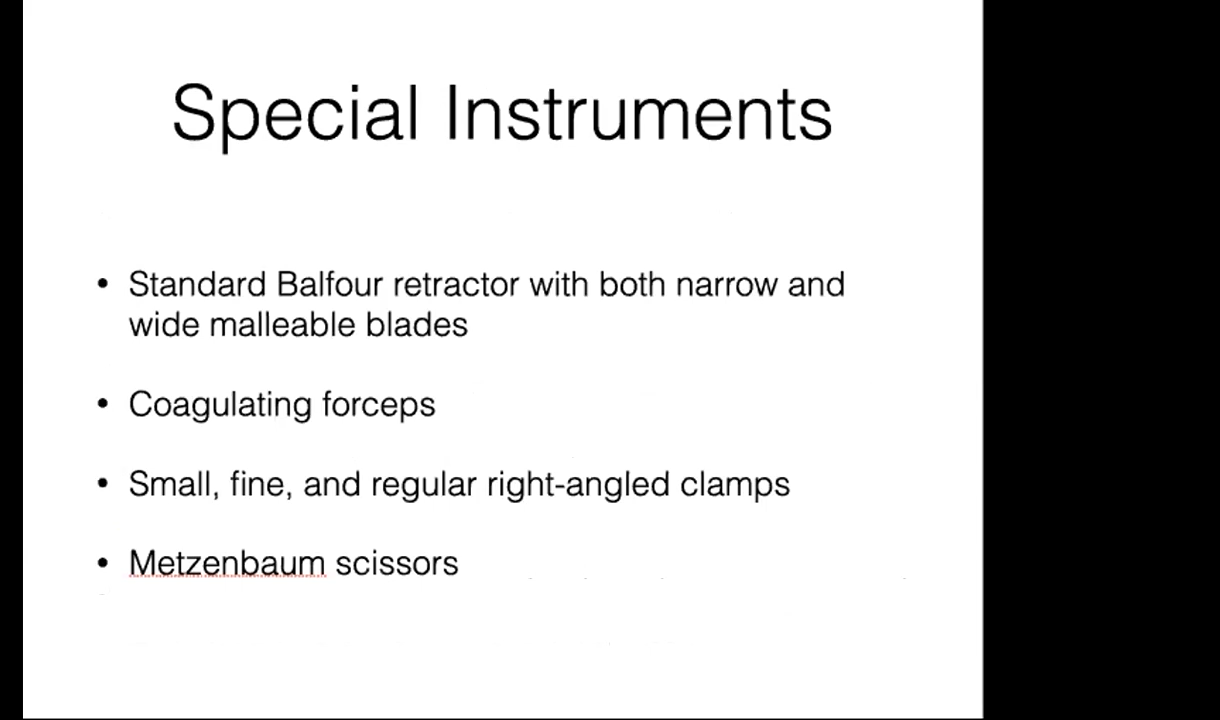 Special Instruments
• Standard Balfour retractor with both narrow and
wide malleable blades
• Coagulating forceps
• Small, fine, and regular right-angled clamps
• Metzenbaum scissors